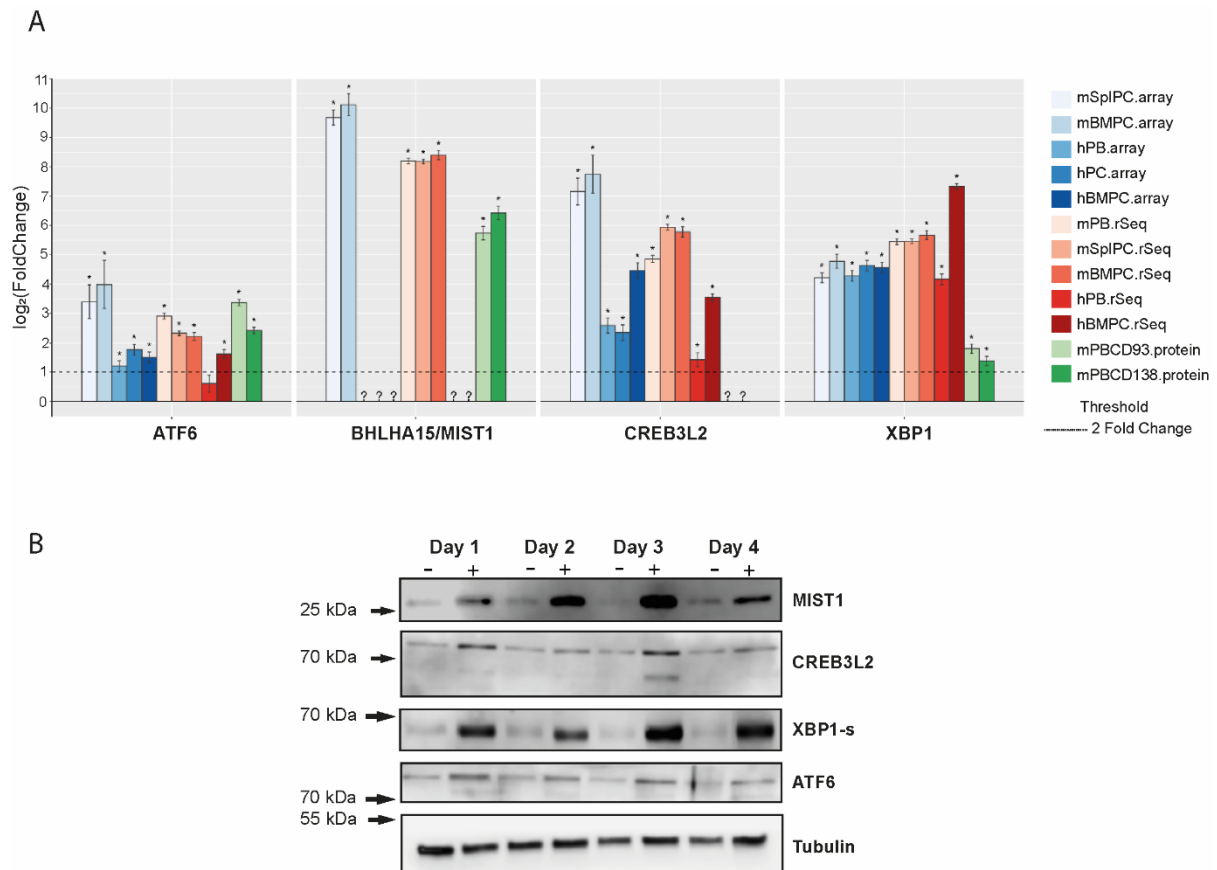 A
log₂(FoldChange)
11
10
9
8
7
6
5
4
3
2
1
0
* * * * * * * * * * *
* * ? ? ? * * * ? ? * *
* * * * * * * * + * ? ?
* * * * * * * * * * * *
ATF6 BHLHA15/MIST1 CREB3L2 XBP1
mSplPC.array
mBMPC.array
hPB.array
hPC.array
hBMPC.array
mPB.rSeq
mSplPC.rSeq
mBMPC.rSeq
hPB.rSeq
hBMPC.rSeq
mPBCD93.protein
mPBCD138.protein
Threshold
2 Fold Change
B
Day 1 Day 2 Day 3 Day 4
− + − + − + − +
25 kDa MIST1
70 kDa CREB3L2
70 kDa XBP1-s
70 kDa ATF6
55 kDa Tubulin